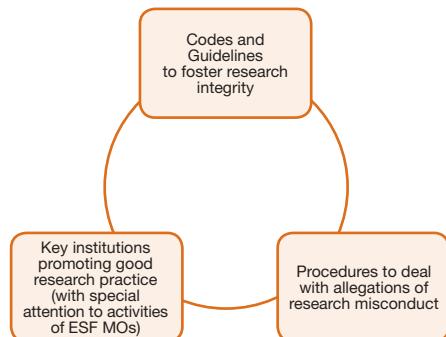 Codes and
Guidelines
to foster research
integrity
Key institutions
promoting good
research practice
(with special
attention to activities
of ESF MOs)
Procedures to deal
with allegations of
research misconduct